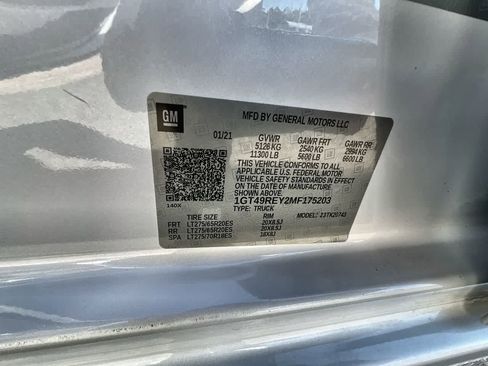 GM
MFD BY GENERAL MOTORS LLC
01/21
GVWR GAWR FRT GAWR RR
5126 KG 2540 KG 2994 KG
11300 LB 5600 LB 6600 LB
THIS VEHICLE CONFORMS TO ALL
APPLICABLE U.S. FEDERAL MOTOR
VEHICLE SAFETY STANDARDS IN
EFFECT ON THE DATE OF MANUFACTURE
SHOWN ABOVE.
1GT49REY2MF175203
TYPE: TRUCK
140X
TIRE SIZE RIM MODEL: 23TK20743
FRT LT275/65R20ES 20X8.5J
RR LT275/65R20ES 20X8.5J
SPA LT275/70R18ES 18X8J